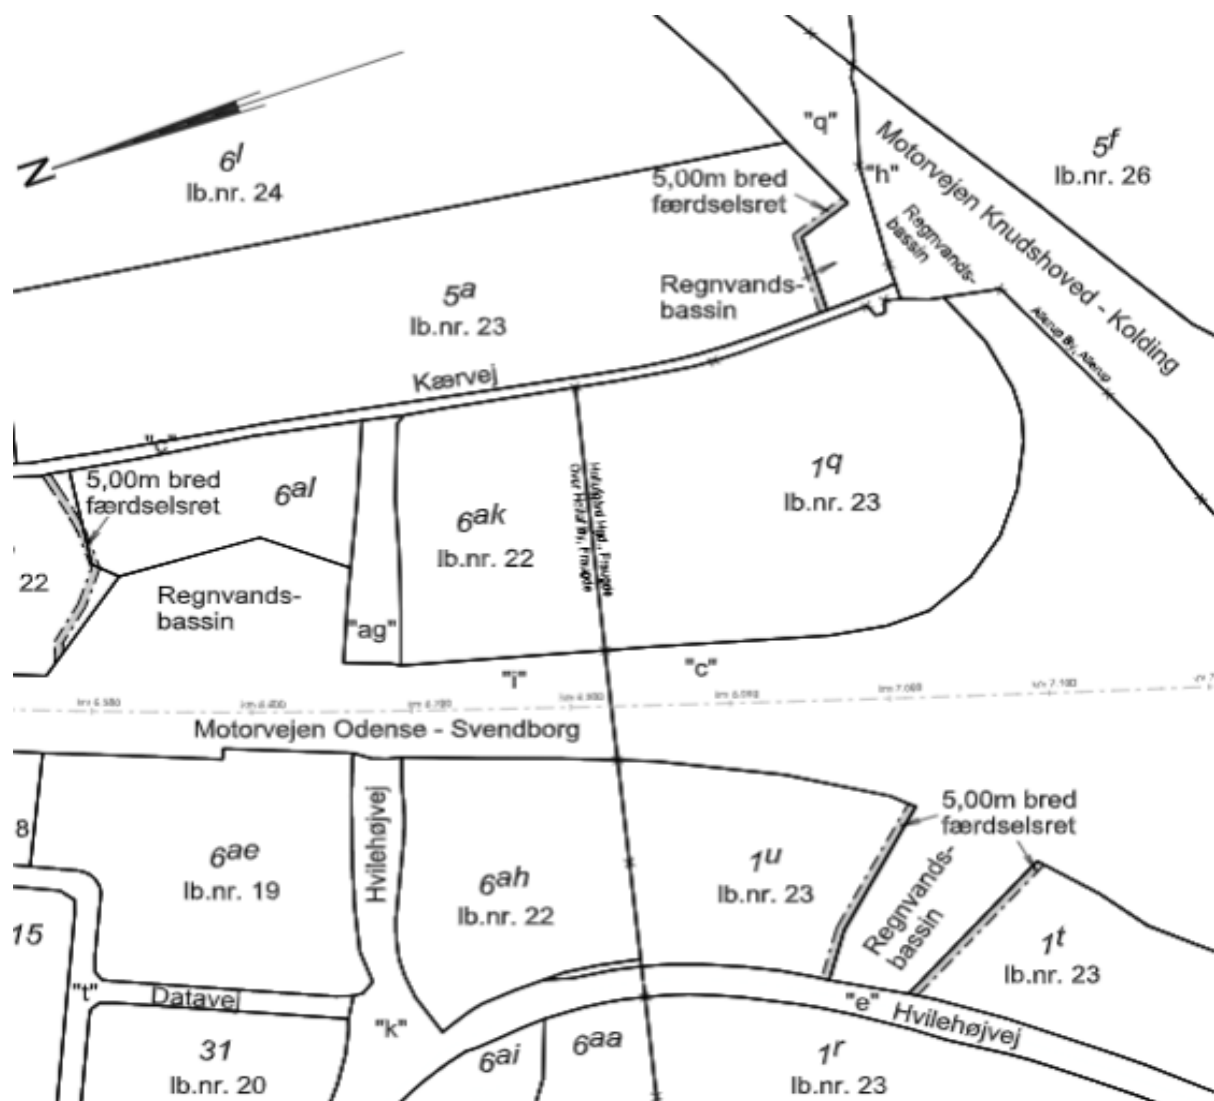 N
6l
lb.nr. 24
"q"
5f
lb.nr. 26
"h"
Motorvejen Knudshoved - Kolding
5,00m bred
færdselsret
Regnvands-
bassin
Regnvands-
bassin
5a
lb.nr. 23
Kærvej
Allerup By, Allerup
"c"
5,00m bred
færdselsret
6al
6ak
lb.nr. 22
1q
lb.nr. 23
22
Regnvands-
bassin
"ag"
"i"
"c"
Motorvejen Odense - Svendborg
8
6ae
lb.nr. 19
Hvilehøjvej
6ah
lb.nr. 22
1u
lb.nr. 23
5,00m bred
færdselsret
Regnvands-
bassin
1t
lb.nr. 23
15
"t"
Datavej
"k"
"e"
Hvilehøjvej
31
lb.nr. 20
6ai
6aa
1r
lb.nr. 23